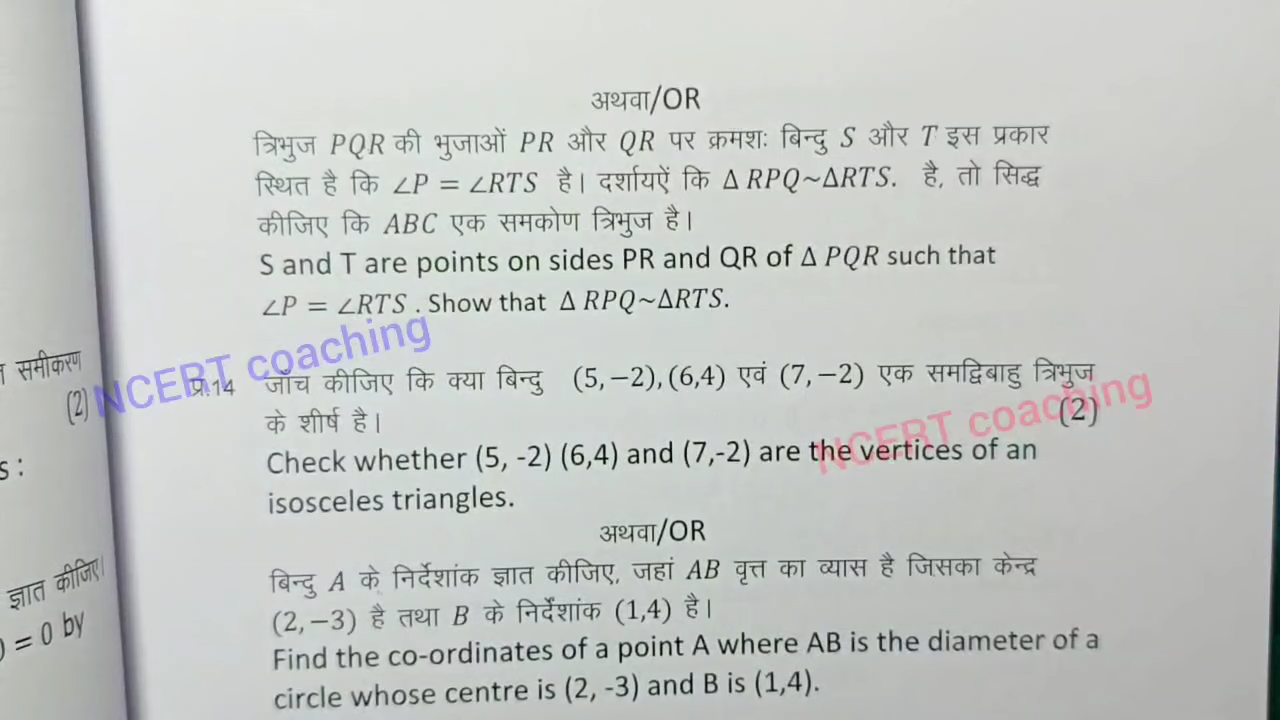 अथवा/OR
त्रिभुज PQR की भुजाओं PR और QR पर क्रमशः बिन्दु S और T इस प्रकार
स्थित है कि ∠P = ∠RTS है। दर्शायऐं कि Δ RPQ~ΔRTS. है, तो सिद्ध
कीजिए कि ABC एक समकोण त्रिभुज है।
S and T are points on sides PR and QR of Δ PQR such that
∠P = ∠RTS . Show that Δ RPQ~ΔRTS.
समीकरण
(2)
NCERT coaching
प्र.14 जाँच कीजिए कि क्या बिन्दु (5, −2), (6,4) एवं (7, −2) एक समद्विबाहु त्रिभुज
के शीर्ष है। (2)
NCERT coaching
s :
Check whether (5, -2) (6,4) and (7,-2) are the vertices of an
isosceles triangles.
अथवा/OR
ज्ञात कीजिए।
) = 0 by
बिन्दु A के निर्देशांक ज्ञात कीजिए, जहां AB वृत्त का व्यास है जिसका केन्द्र
(2, −3) है तथा B के निर्देंशांक (1,4) है।
Find the co-ordinates of a point A where AB is the diameter of a
circle whose centre is (2, -3) and B is (1,4).